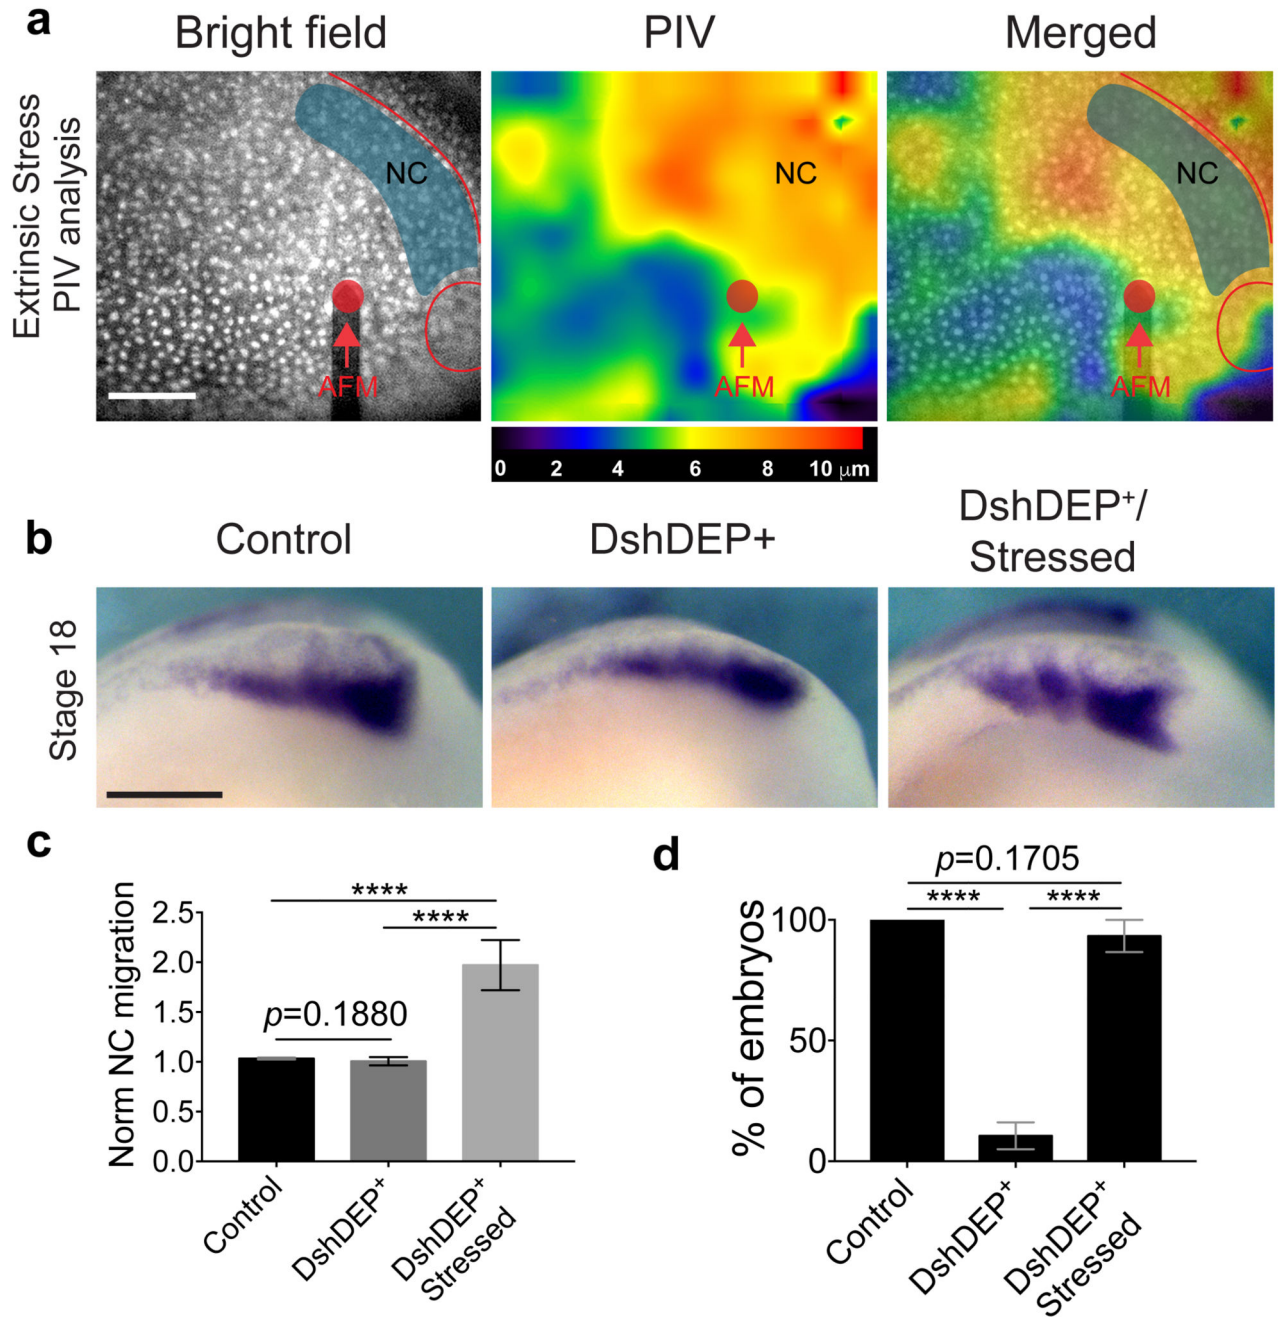 a
Bright field
PIV
Merged
Extrinsic Stress
PIV analysis
NC
AFM
NC
AFM
NC
AFM
0 2 4 6 8 10 μm
b
Control
DshDEP+
DshDEP⁺/
Stressed
Stage 18
c
Norm NC migration
****
****
p=0.1880
2.5
2.0
1.5
1.0
0.5
0.0
Control
DshDEP⁺
DshDEP⁺
Stressed
d
% of embryos
p=0.1705
**** ****
100
50
0
Control
DshDEP⁺
DshDEP⁺
Stressed